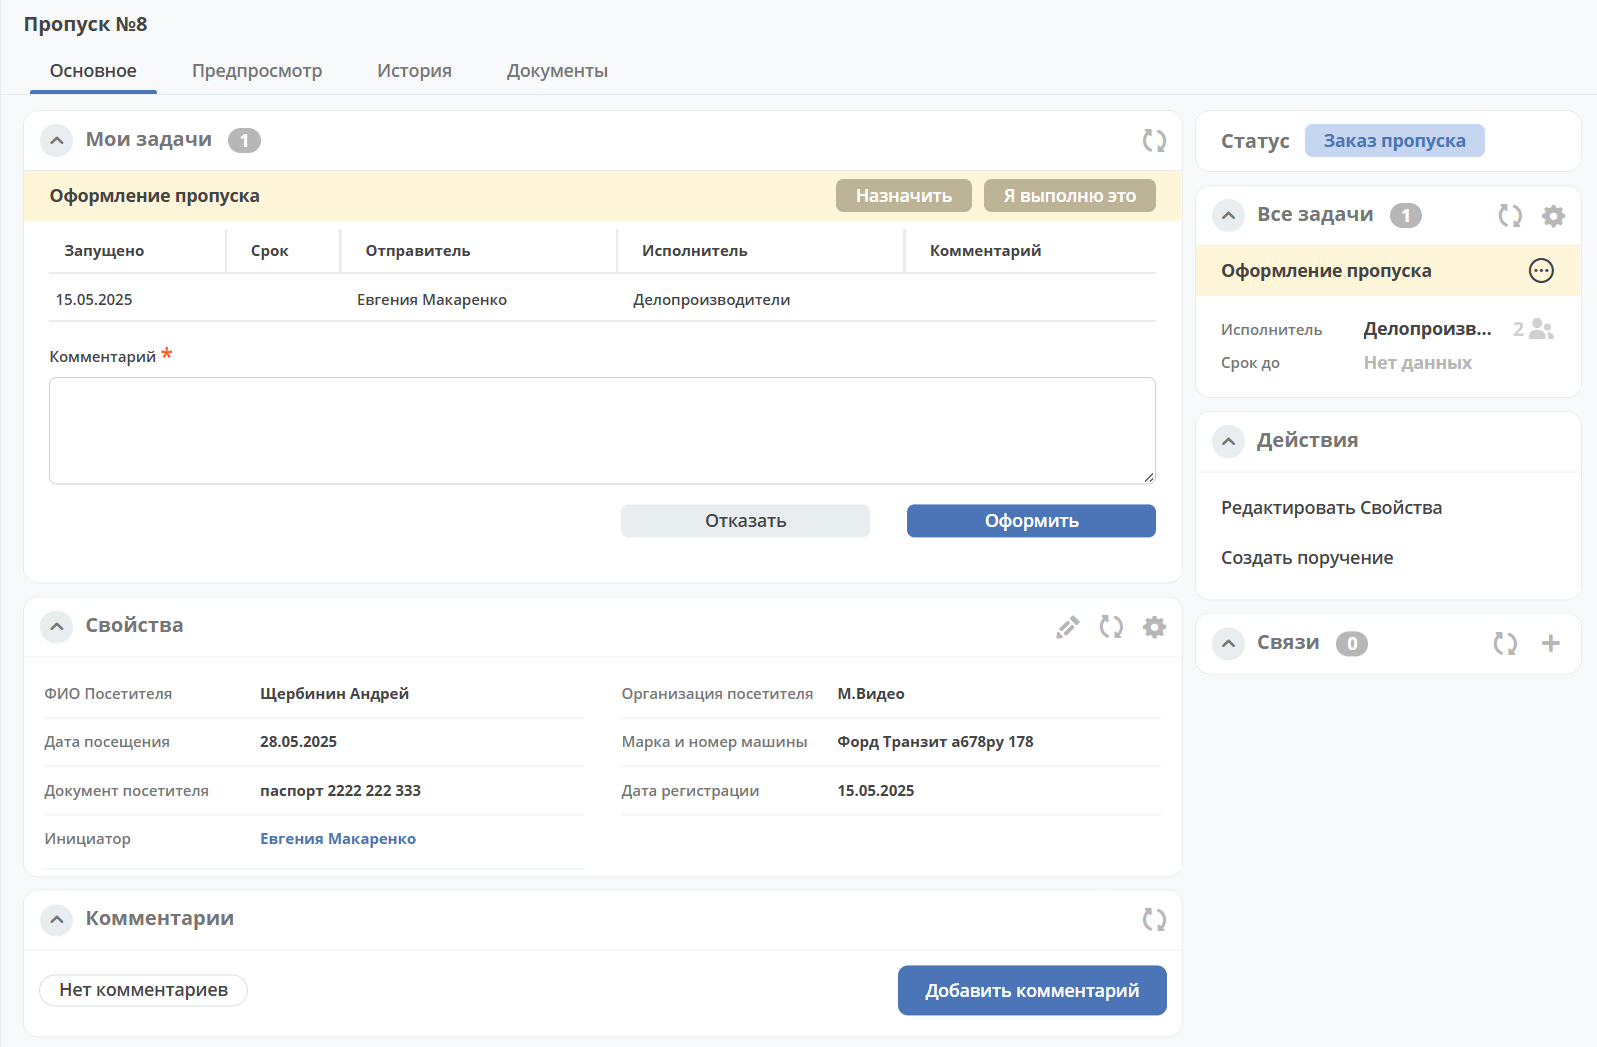 Пропуск №8
Основное Предпросмотр История Документы
Мои задачи 1
Оформление пропуска Назначить Я выполню это
Запущено Срок Отправитель Исполнитель Комментарий
15.05.2025 Евгения Макаренко Делопроизводители
Комментарий *
Отказать Оформить
Свойства
ФИО Посетителя Щербинин Андрей Организация посетителя М.Видео
Дата посещения 28.05.2025 Марка и номер машины Форд Транзит а678ру 178
Документ посетителя паспорт 2222 222 333 Дата регистрации 15.05.2025
Инициатор Евгения Макаренко
Комментарии
Нет комментариев Добавить комментарий
Статус Заказ пропуска
Все задачи 1
Оформление пропуска
Исполнитель Делопроизв... 2
Срок до Нет данных
Действия
Редактировать Свойства
Создать поручение
Связи 0